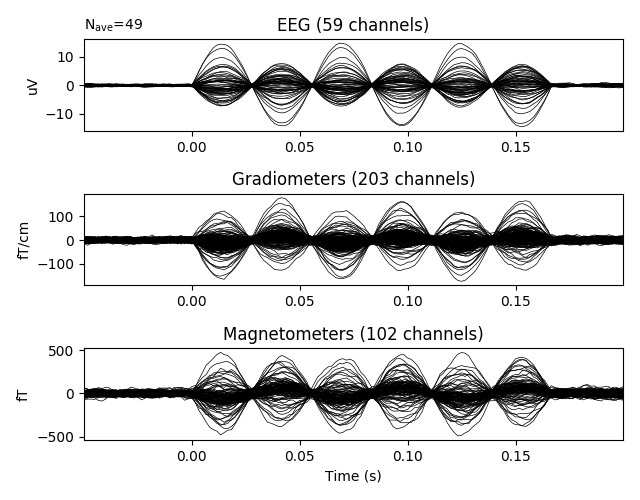 Nave=49
EEG (59 channels)
uV
10
0
−10
0.00 0.05 0.10 0.15
Gradiometers (203 channels)
fT/cm
100
0
−100
0.00 0.05 0.10 0.15
Magnetometers (102 channels)
fT
500
0
−500
0.00 0.05 0.10 0.15
Time (s)